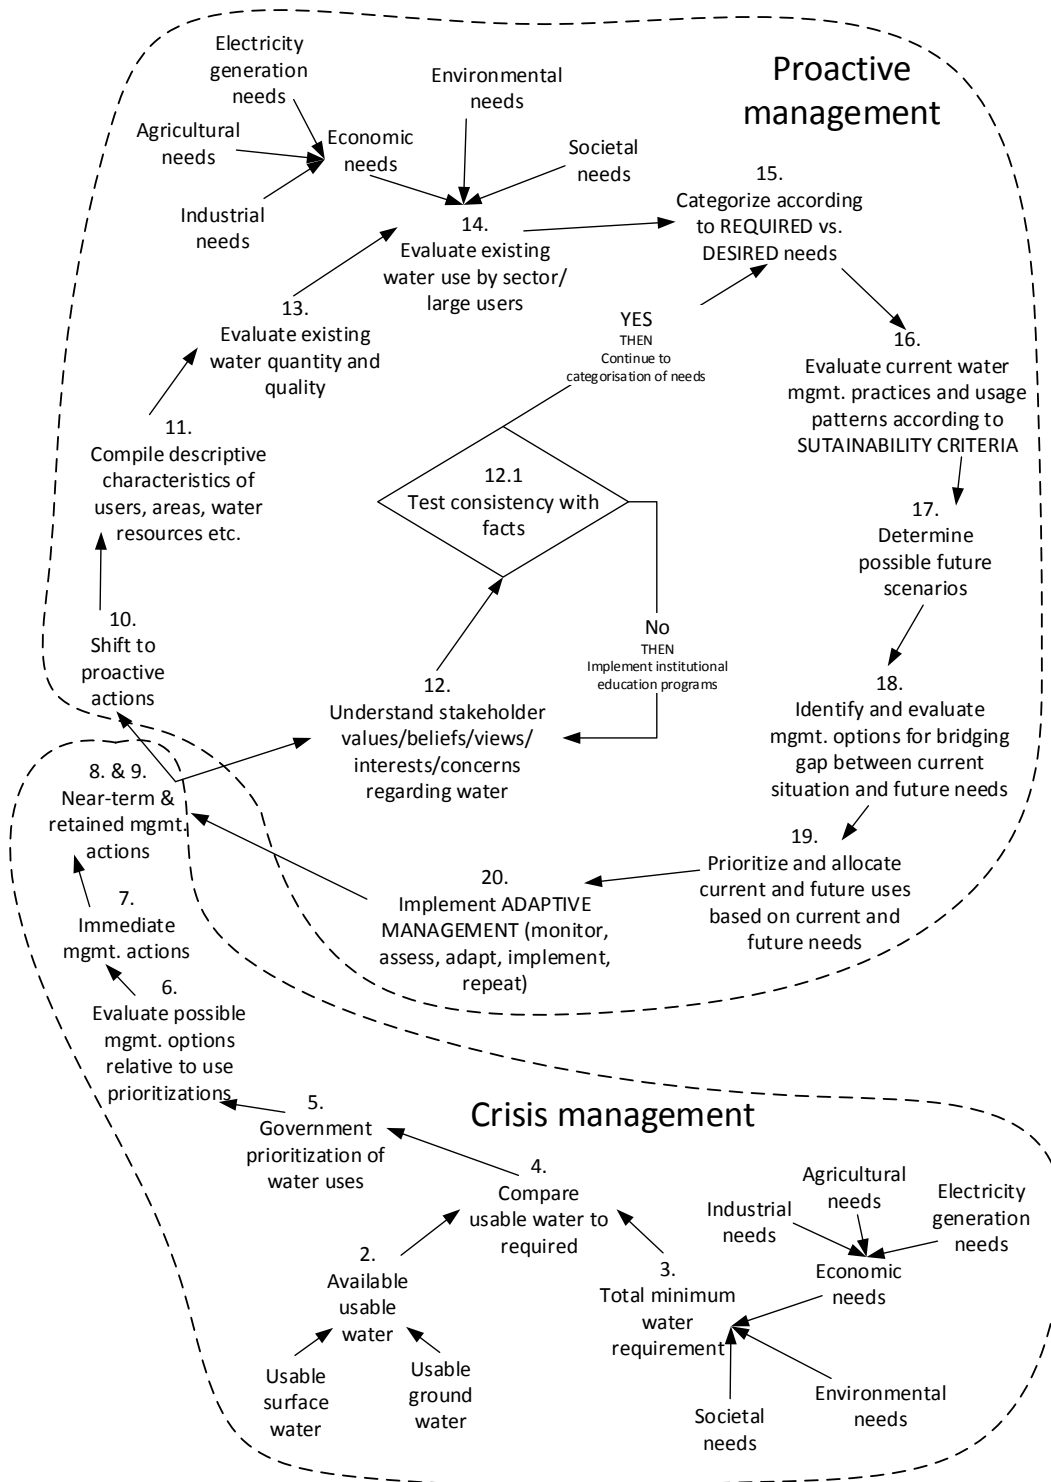 Proactive
management
Electricity
generation
needs
Environmental
needs
Agricultural
needs
Economic
needs
Societal
needs
Industrial
needs
15.
Categorize according
to REQUIRED vs.
DESIRED needs
14.
Evaluate existing
water use by sector/
large users
13.
Evaluate existing
water quantity and
quality
YES
THEN
Continue to
categorisation of needs
16.
Evaluate current water
mgmt. practices and usage
patterns according to
SUTAINABILITY CRITERIA
11.
Compile descriptive
characteristics of
users, areas, water
resources etc.
12.1
Test consistency with
facts
17.
Determine
possible future
scenarios
10.
Shift to
proactive
actions
No
THEN
Implement institutional
education programs
12.
Understand stakeholder
values/beliefs/views/
interests/concerns
regarding water
18.
Identify and evaluate
mgmt. options for bridging
gap between current
situation and future needs
8. & 9.
Near-term &
retained mgmt.
actions
19.
Prioritize and allocate
current and future uses
based on current and
future needs
20.
Implement ADAPTIVE
MANAGEMENT (monitor,
assess, adapt, implement,
repeat)
7.
Immediate
mgmt. actions
6.
Evaluate possible
mgmt. options
relative to use
prioritizations
Crisis management
5.
Government
prioritization of
water uses
4.
Compare
usable water to
required
Agricultural
needs
Industrial
needs
Electricity
generation
needs
Economic
needs
2.
Available
usable
water
3.
Total minimum
water
requirement
Usable
surface
water
Usable
ground
water
Societal
needs
Environmental
needs